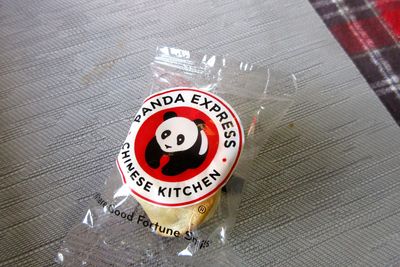 PANDA EXPRESS
CHINESE KITCHEN
®
Good Fortune